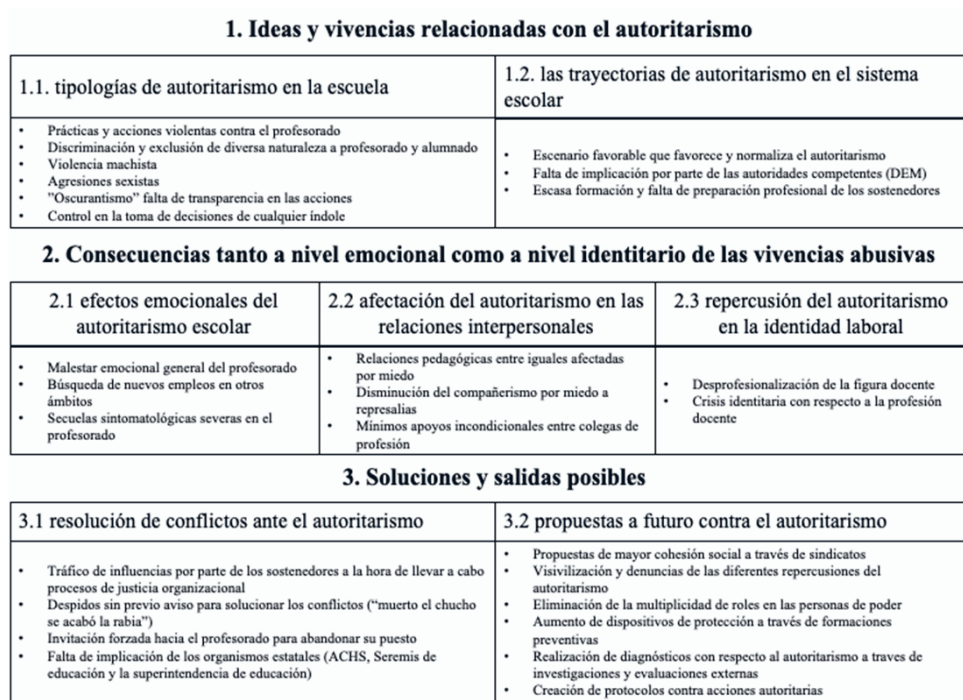 1. Ideas y vivencias relacionadas con el autoritarismo
1.1. tipologías de autoritarismo en la escuela
1.2. las trayectorias de autoritarismo en el sistema
escolar
• Prácticas y acciones violentas contra el profesorado
• Discriminación y exclusión de diversa naturaleza a profesorado y alumnado
• Violencia machista
• Agresiones sexistas
• "Oscurantismo" falta de transparencia en las acciones
• Control en la toma de decisiones de cualquier índole
• Escenario favorable que favorece y normaliza el autoritarismo
• Falta de implicación por parte de las autoridades competentes (DEM)
• Escasa formación y falta de preparación profesional de los sostenedores
2. Consecuencias tanto a nivel emocional como a nivel identitario de las vivencias abusivas
2.1 efectos emocionales del
autoritarismo escolar
2.2 afectación del autoritarismo en las
relaciones interpersonales
2.3 repercusión del autoritarismo
en la identidad laboral
• Malestar emocional general del profesorado
• Búsqueda de nuevos empleos en otros
ámbitos
• Secuelas sintomatológicas severas en el
profesorado
• Relaciones pedagógicas entre iguales afectadas
por miedo
• Disminución del compañerismo por miedo a
represalias
• Mínimos apoyos incondicionales entre colegas de
profesión
• Desprofesionalización de la figura docente
• Crisis identitaria con respecto a la profesión
docente
3. Soluciones y salidas posibles
3.1 resolución de conflictos ante el autoritarismo
3.2 propuestas a futuro contra el autoritarismo
• Tráfico de influencias por parte de los sostenedores a la hora de llevar a cabo
procesos de justicia organizacional
• Despidos sin previo aviso para solucionar los conflictos ("muerto el chucho
se acabó la rabia")
• Invitación forzada hacia el profesorado para abandonar su puesto
• Falta de implicación de los organismos estatales (ACHS, Seremis de
educación y la superintendencia de educación)
• Propuestas de mayor cohesión social a través de sindicatos
• Visivilización y denuncias de las diferentes repercusiones del
autoritarismo
• Eliminación de la multiplicidad de roles en las personas de poder
• Aumento de dispositivos de protección a través de formaciones
preventivas
• Realización de diagnósticos con respecto al autoritarismo a traves de
investigaciones y evaluaciones externas
• Creación de protocolos contra acciones autoritarias